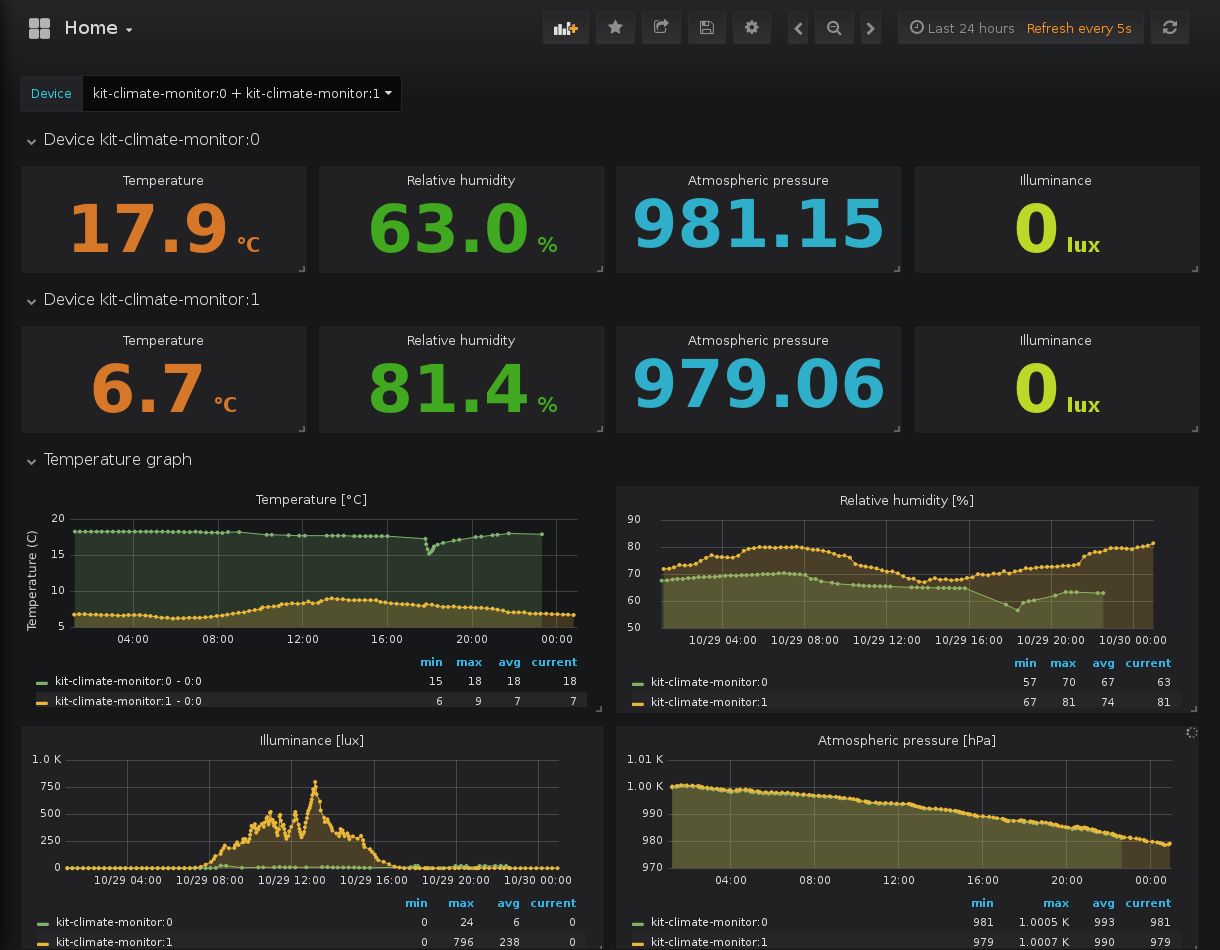 Home
Last 24 hours Refresh every 5s
Device kit-climate-monitor:0 + kit-climate-monitor:1
Device kit-climate-monitor:0
Temperature Relative humidity Atmospheric pressure Illuminance
17.9 °C 63.0 % 981.15 0 lux
Device kit-climate-monitor:1
Temperature Relative humidity Atmospheric pressure Illuminance
6.7 °C 81.4 % 979.06 0 lux
Temperature graph
Temperature [°C]
Temperature (C)
20
15
10
5
04:00 08:00 12:00 16:00 20:00 00:00
min max avg current
kit-climate-monitor:0 - 0:0 15 18 18 18
kit-climate-monitor:1 - 0:0 6 9 7 7
Relative humidity [%]
90
80
70
60
50
10/29 04:00 10/29 08:00 10/29 12:00 10/29 16:00 10/29 20:00 10/30 00:00
min max avg current
kit-climate-monitor:0 57 70 67 63
kit-climate-monitor:1 67 81 74 81
Illuminance [lux]
1.0 K
750
500
250
0
10/29 04:00 10/29 08:00 10/29 12:00 10/29 16:00 10/29 20:00 10/30 00:00
min max avg current
kit-climate-monitor:0 0 24 6 0
kit-climate-monitor:1 0 796 238 0
Atmospheric pressure [hPa]
1.01 K
1.00 K
990
980
970
04:00 08:00 12:00 16:00 20:00 00:00
min max avg current
kit-climate-monitor:0 981 1.0005 K 993 981
kit-climate-monitor:1 979 1.0007 K 990 979